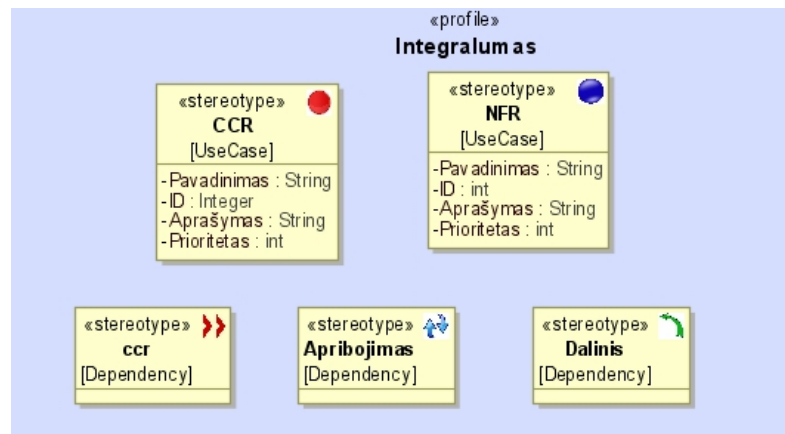 «profile»
Integralumas
«stereotype»
CCR
[UseCase]
-Pavadinimas : String
-ID : Integer
-Aprašymas : String
-Prioritetas : int
«stereotype»
NFR
[UseCase]
-Pavadinimas : String
-ID : int
-Aprašymas : String
-Prioritetas : int
«stereotype»
ccr
[Dependency]
«stereotype»
Apribojimas
[Dependency]
«stereotype»
Dalinis
[Dependency]